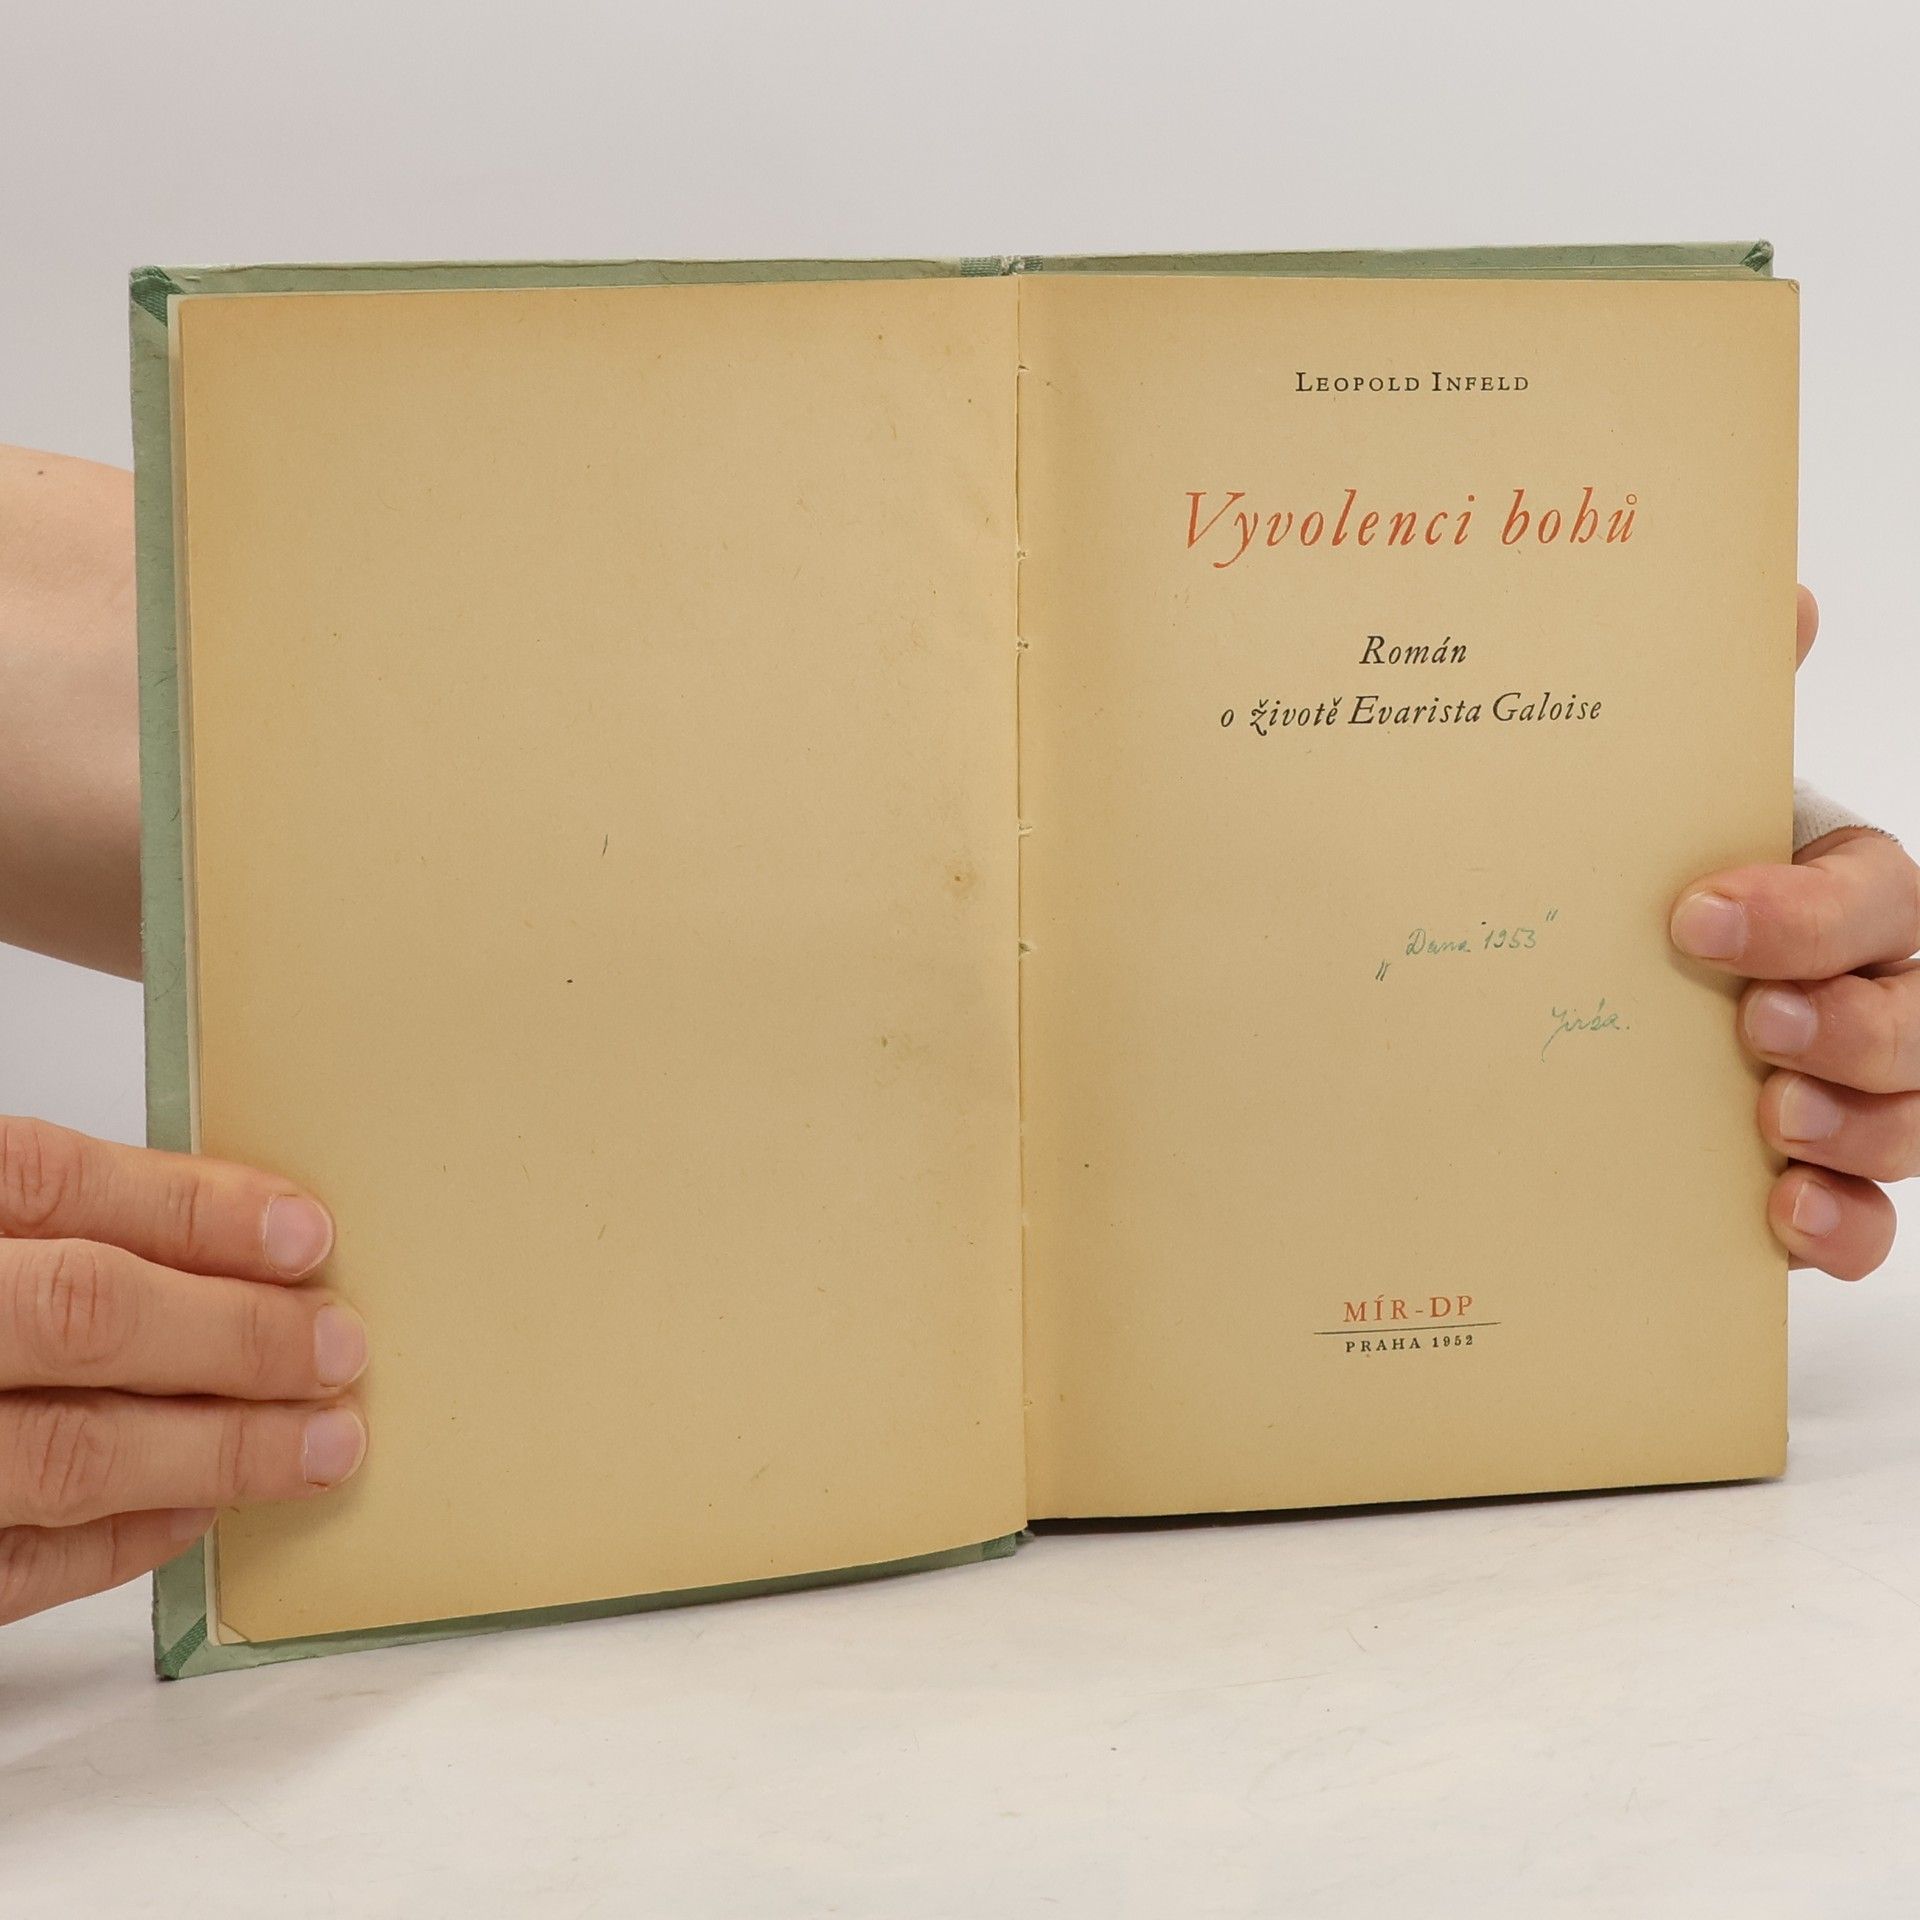 LEOPOLD INFELD
Vyvolenci bohů
Román
o životě Evarista Galoise
„Dana 1953"
MÍR-DP
PRAHA 1952